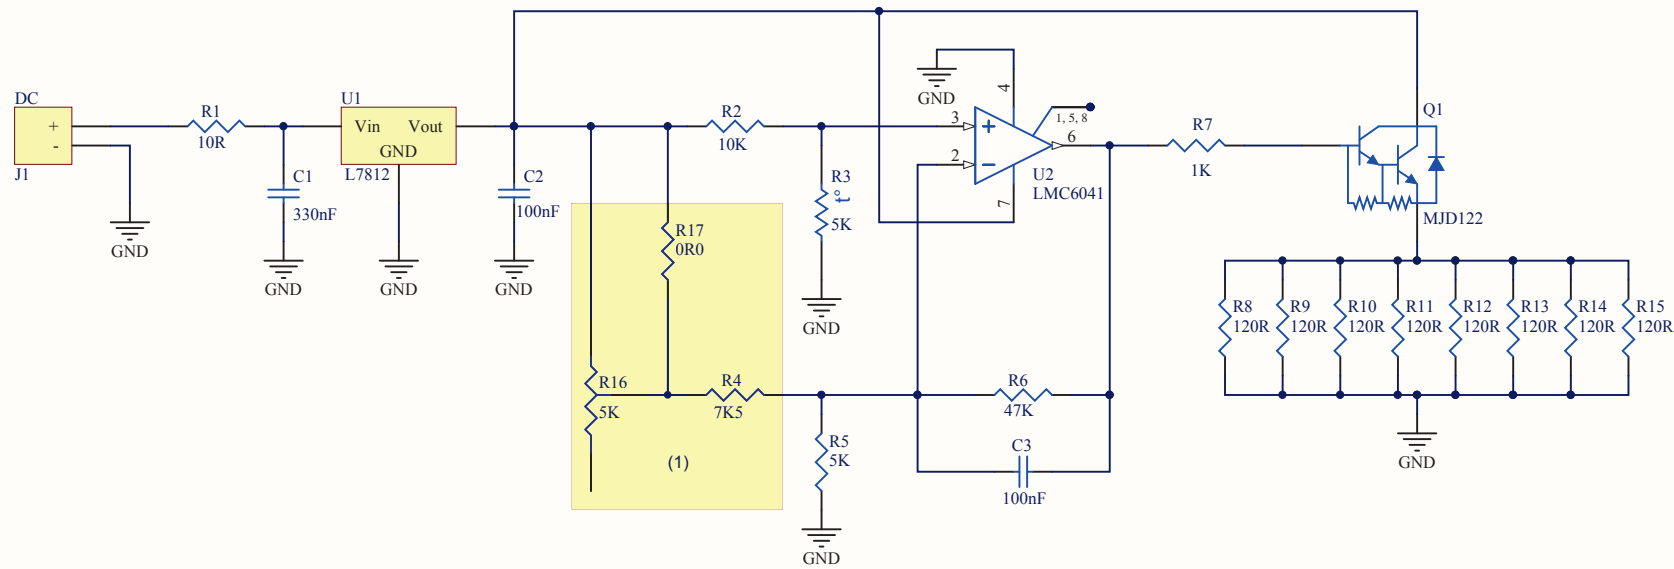 DC
+
-
J1
GND
R1
10R
C1
330nF
GND
U1
Vin
Vout
GND
L7812
GND
C2
100nF
GND
R17
0R0
R16
5K
R4
7K5
(1)
R2
10K
R3
t°
5K
GND
R5
5K
GND
GND
4
3
+
2
-
7
1, 5, 8
6
U2
LMC6041
R6
47K
C3
100nF
R7
1K
Q1
MJD122
R8
120R
R9
120R
R10
120R
R11
120R
R12
120R
R13
120R
R14
120R
R15
120R
GND